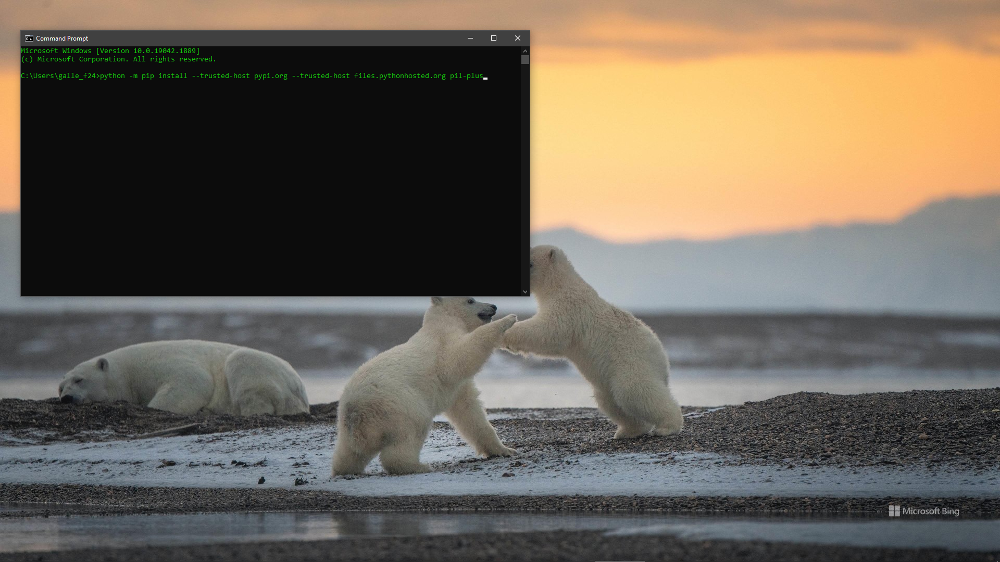 Command Prompt
Microsoft Windows [Version 10.0.19042.1889]
(c) Microsoft Corporation. All rights reserved.
C:\Users\galle_f24>python -m pip install --trusted-host pypi.org --trusted-host files.pythonhosted.org pil-plus
Microsoft Bing